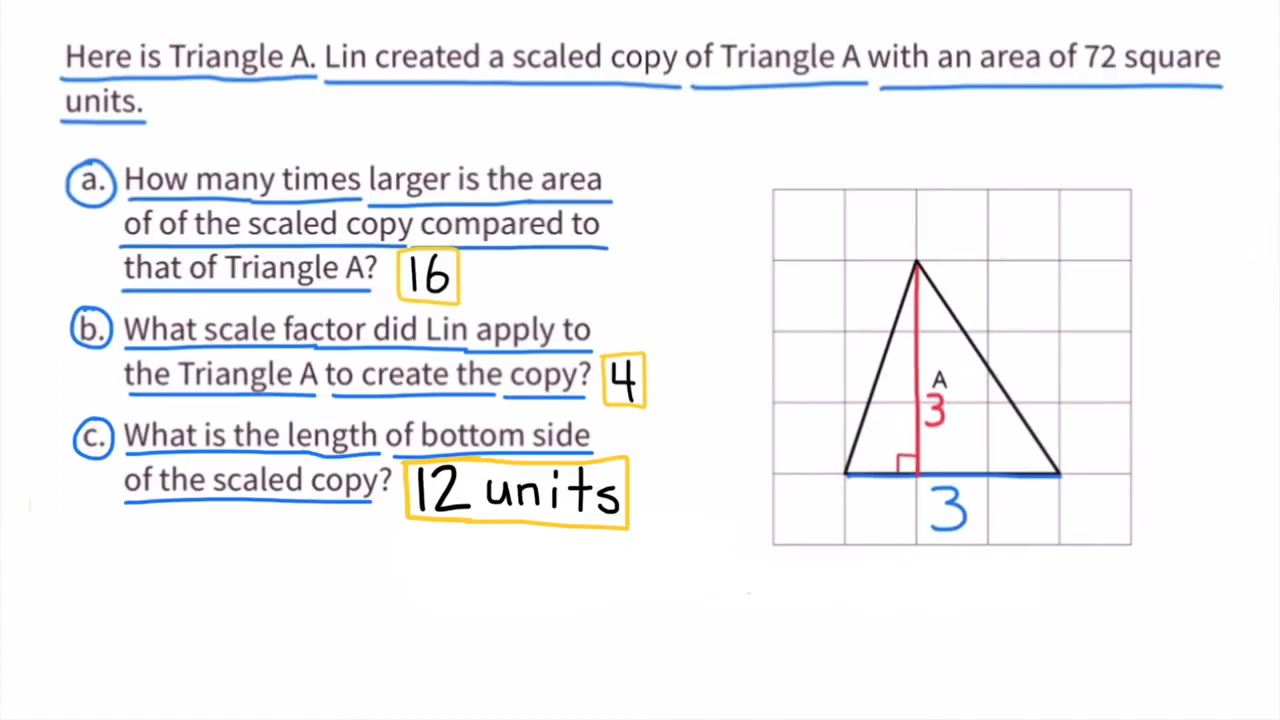 Here is Triangle A. Lin created a scaled copy of Triangle A with an area of 72 square
units.
a. How many times larger is the area
of of the scaled copy compared to
that of Triangle A? 16
b. What scale factor did Lin apply to
the Triangle A to create the copy? 4
c. What is the length of bottom side
of the scaled copy? 12 units
A
3
3